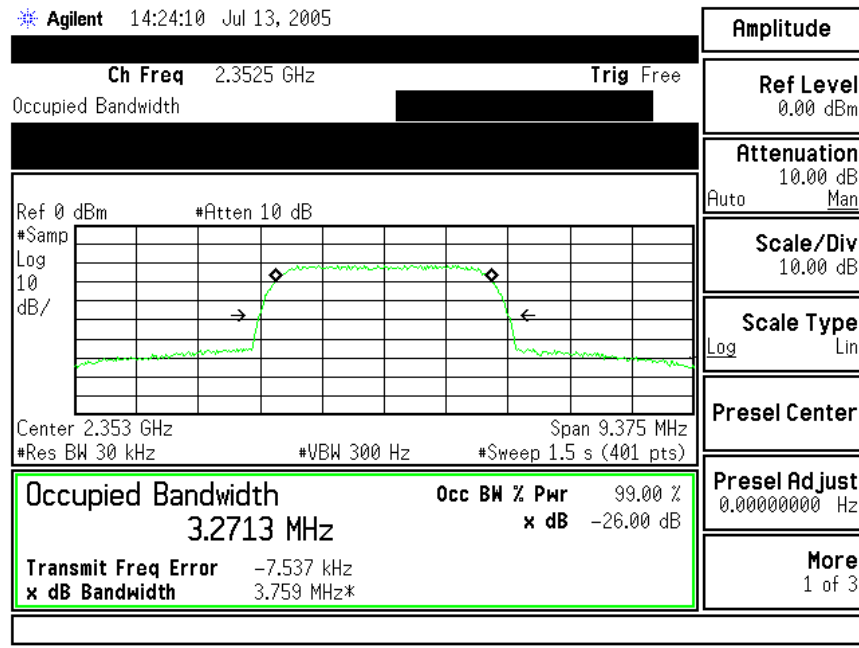 Agilent 14:24:10 Jul 13, 2005
Ch Freq 2.3525 GHz Trig Free
Occupied Bandwidth
Ref 0 dBm #Atten 10 dB
#Samp
Log
10
dB/
Center 2.353 GHz Span 9.375 MHz
#Res BW 30 kHz #VBW 300 Hz #Sweep 1.5 s (401 pts)
Occupied Bandwidth Occ BW % Pwr 99.00 %
3.2713 MHz x dB -26.00 dB
Transmit Freq Error -7.537 kHz
x dB Bandwidth 3.759 MHz*
Amplitude
Ref Level
0.00 dBm
Attenuation
10.00 dB
Auto Man
Scale/Div
10.00 dB
Scale Type
Log Lin
Presel Center
Presel Adjust
0.00000000 Hz
More
1 of 3